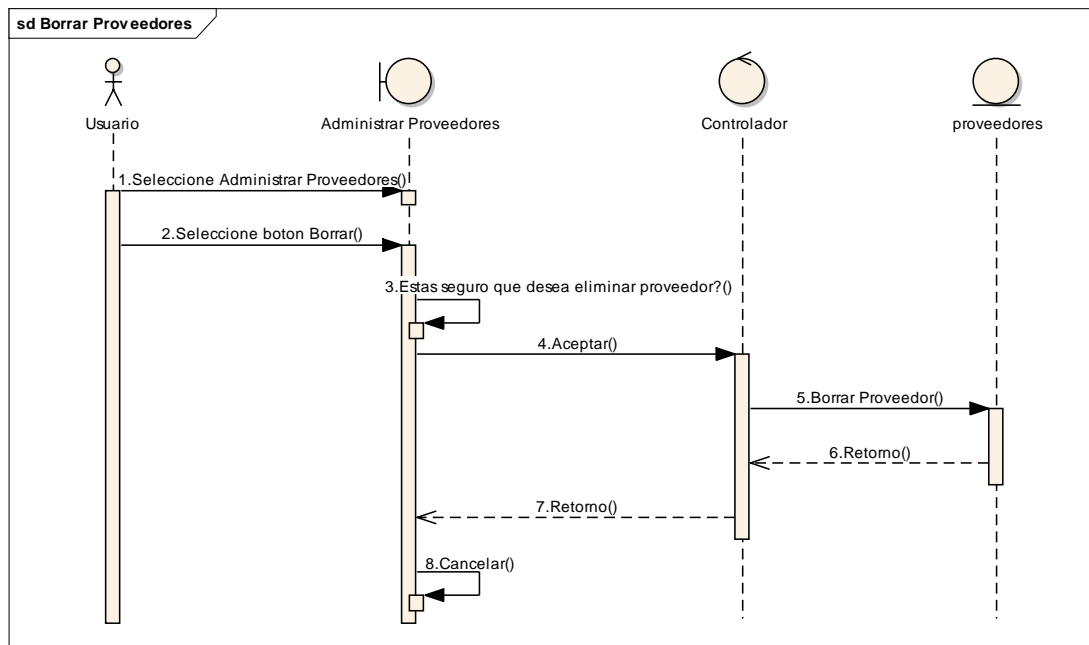 sd Borrar Proveedores
Usuario
Administrar Proveedores
Controlador
proveedores
1.Seleccione Administrar Proveedores()
2.Seleccione boton Borrar()
3.Estas seguro que desea eliminar proveedor?()
4.Aceptar()
5.Borrar Proveedor()
6.Retorno()
7.Retorno()
8.Cancelar()